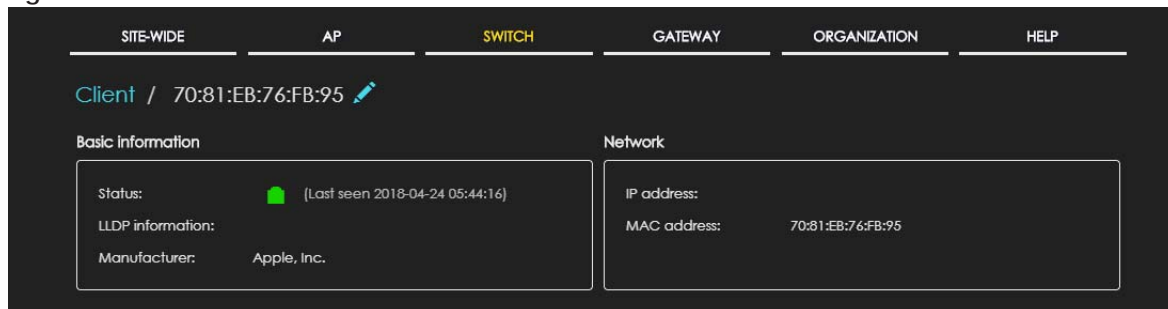 SITE-WIDE AP SWITCH GATEWAY ORGANIZATION HELP
Client / 70:81:EB:76:FB:95
Basic information
Status: (Last seen 2018-04-24 05:44:16)
LLDP information:
Manufacturer: Apple, Inc.
Network
IP address:
MAC address: 70:81:EB:76:FB:95